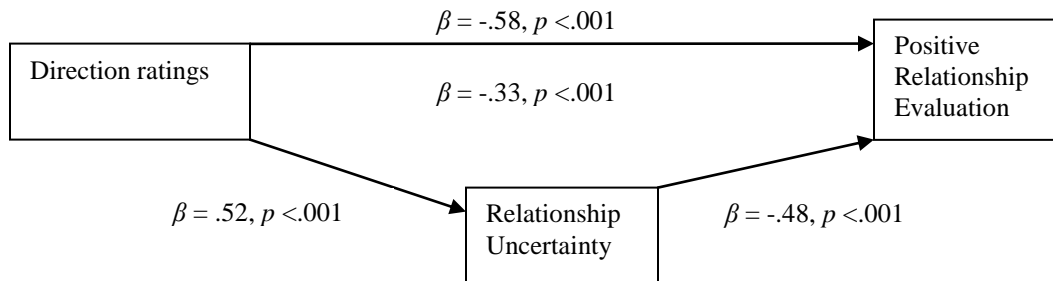 β = -.58, p <.001
Direction ratings
Positive
Relationship
Evaluation
β = -.33, p <.001
β = .52, p <.001
Relationship
Uncertainty
β = -.48, p <.001